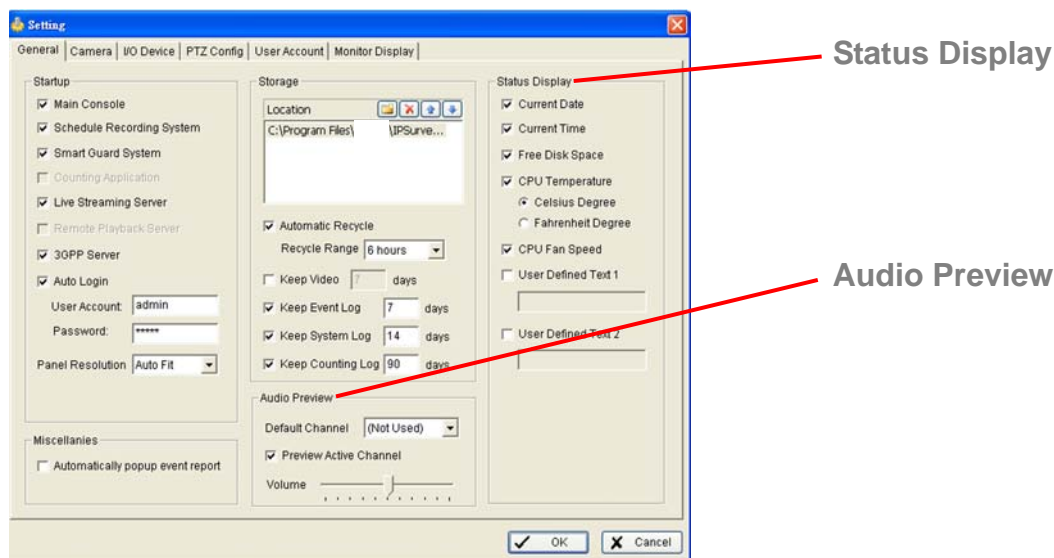 Setting
General Camera I/O Device PTZ Config User Account Monitor Display
Startup
Main Console
Schedule Recording System
Smart Guard System
Counting Application
Live Streaming Server
Remote Playback Server
3GPP Server
Auto Login
User Account: admin
Password: *****
Panel Resolution Auto Fit
Miscellanies
Automatically popup event report
Storage
Location
C:\Program Files\ \IPSurve...
Automatic Recycle
Recycle Range 6 hours
Keep Video 7 days
Keep Event Log 7 days
Keep System Log 14 days
Keep Counting Log 90 days
Audio Preview
Default Channel (Not Used)
Preview Active Channel
Volume
Status Display
Current Date
Current Time
Free Disk Space
CPU Temperature
Celsius Degree
Fahrenheit Degree
CPU Fan Speed
User Defined Text 1
User Defined Text 2
OK Cancel
Status Display
Audio Preview